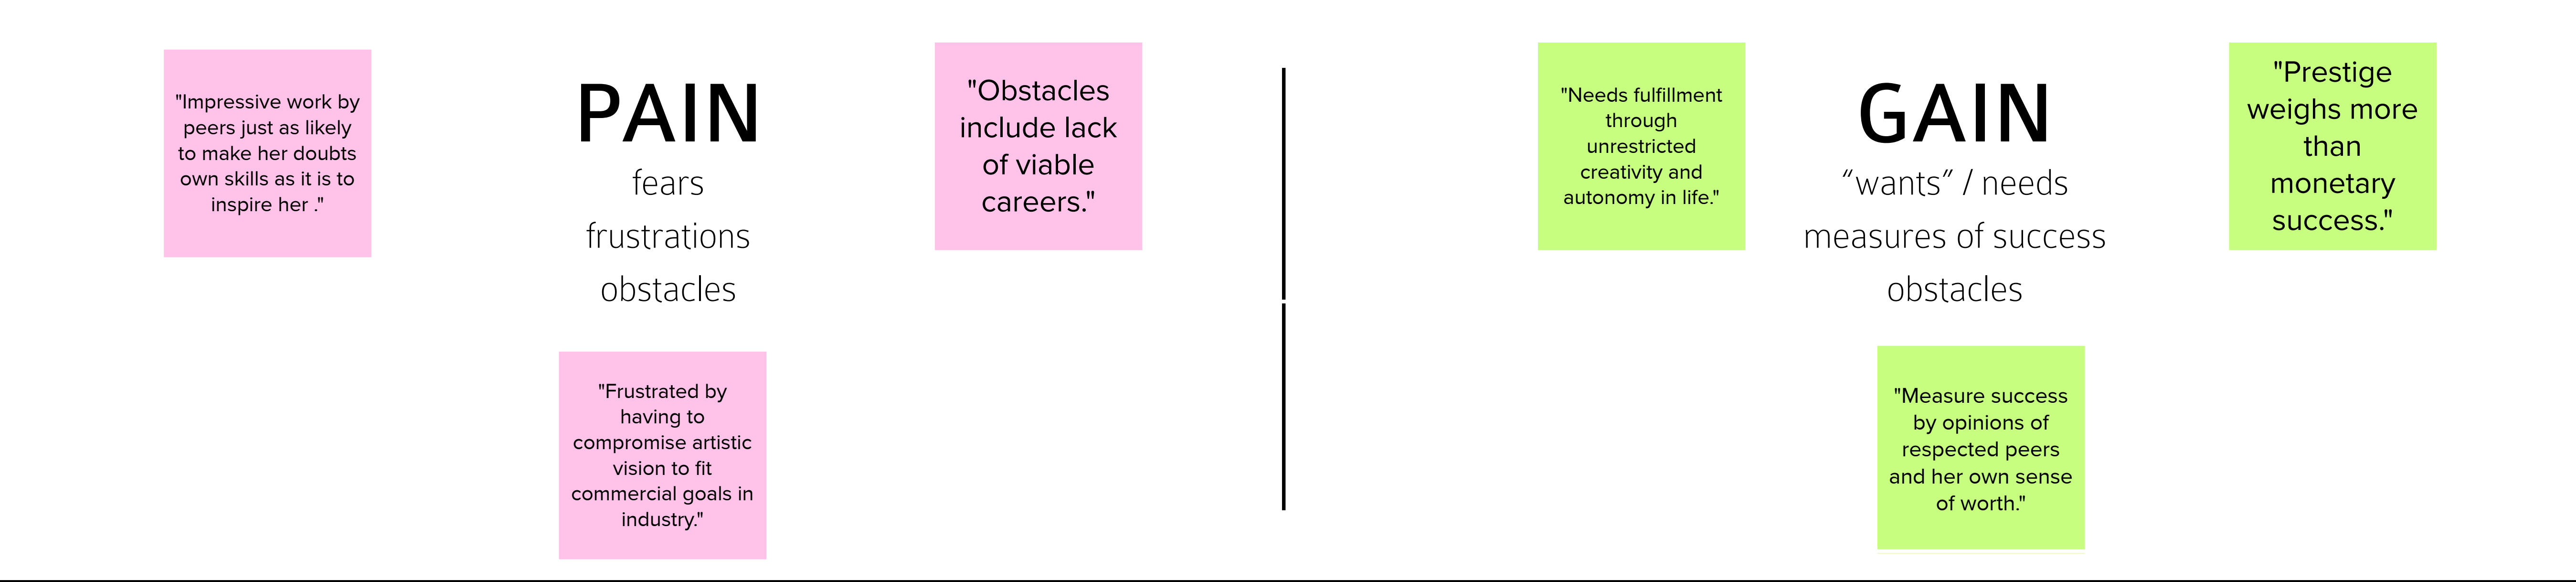 "Impressive work by
peers just as likely
to make her doubts
own skills as it is to
inspire her ."
PAIN
fears
frustrations
obstacles
"Obstacles
include lack
of viable
careers."
"Frustrated by
having to
compromise artistic
vision to fit
commercial goals in
industry."
"Needs fulfillment
through
unrestricted
creativity and
autonomy in life."
GAIN
“wants” / needs
measures of success
obstacles
"Prestige
weighs more
than
monetary
success."
"Measure success
by opinions of
respected peers
and her own sense
of worth."